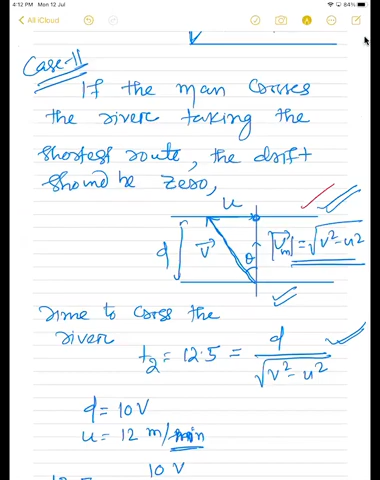 4:12 PM Mon 12 Jul
84%
All iCloud
V
Case-II
If the man crosses
the river taking the
shortest route, the drift
should be zero,
u
d
V⃗
θ
|V⃗m| = √(v²-u²)
Time to cross the
river
t₂ = 12.5 = d/√(v²-u²)
d = 10V
u = 12 m/min
10 V